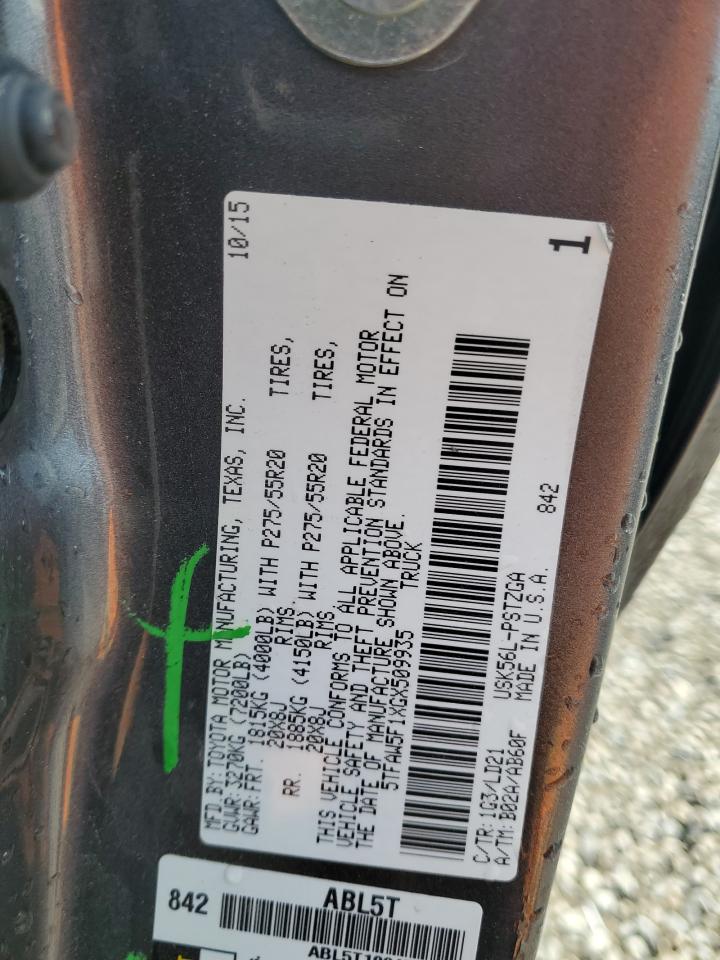 MFD.BY: TOYOTA MOTOR MANUFACTURING, TEXAS, INC. 10/15
GVWR: 3270KG (7200LB)
GAWR: FRT. 1815KG (4000LB) WITH P275/55R20 TIRES,
20X8J RIMS,
RR. 1885KG (4150LB) WITH P275/55R20 TIRES,
20X8J RIMS.
THIS VEHICLE CONFORMS TO ALL APPLICABLE FEDERAL MOTOR
VEHICLE SAFETY AND THEFT PREVENTION STANDARDS IN EFFECT ON
THE DATE OF MANUFACTURE SHOWN ABOVE.
5TFAW5F1XGX509935 TRUCK
842
C/TR: 1G3/LD21 USK56L-PSTZGA
A/TM: B02A/AB60F MADE IN U.S.A.
1
842 ABL5T